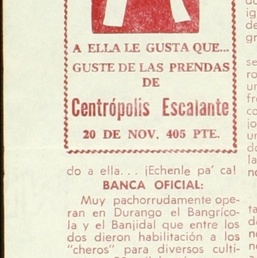 A ELLA LE GUSTA QUE...
GUSTE DE LAS PRENDAS
DE
Centrópolis Escalante
20 DE NOV. 405 PTE.
do a ella... ¡Echenle pa' ca!
BANCA OFICIAL:
Muy pachorrudamente ope-
ran en Durango el Bangríco-
la y el Banjidal que entre los
dos dieron habilitación a los
"cheros" para diversos culti-